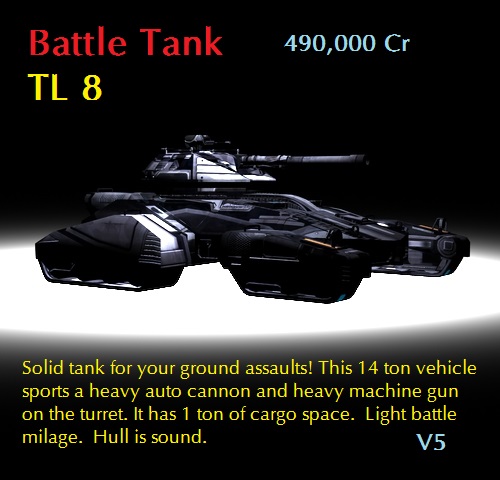 Battle Tank 490,000 Cr
TL 8
Solid tank for your ground assaults! This 14 ton vehicle
sports a heavy auto cannon and heavy machine gun
on the turret. It has 1 ton of cargo space.  Light battle
milage.  Hull is sound.
V5